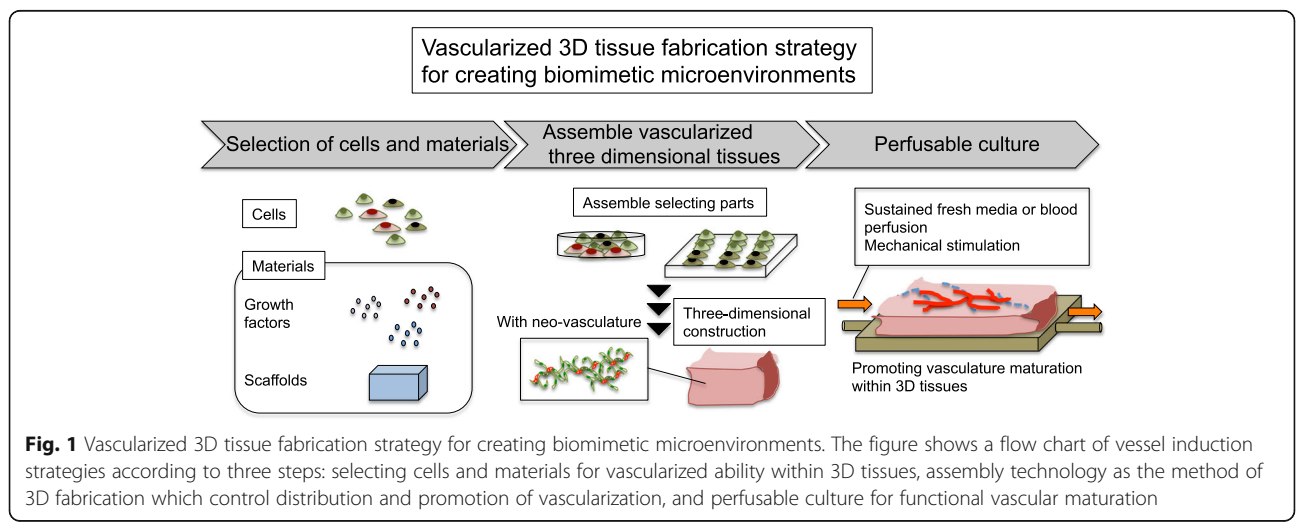 Vascularized 3D tissue fabrication strategy
for creating biomimetic microenvironments
Selection of cells and materials
Assemble vascularized
three dimensional tissues
Perfusable culture
Cells
Materials
Growth
factors
Scaffolds
Assemble selecting parts
With neo-vasculature
Three-dimensional
construction
Sustained fresh media or blood
perfusion
Mechanical stimulation
Promoting vasculature maturation
within 3D tissues
Fig. 1 Vascularized 3D tissue fabrication strategy for creating biomimetic microenvironments. The figure shows a flow chart of vessel induction
strategies according to three steps: selecting cells and materials for vascularized ability within 3D tissues, assembly technology as the method of
3D fabrication which control distribution and promotion of vascularization, and perfusable culture for functional vascular maturation